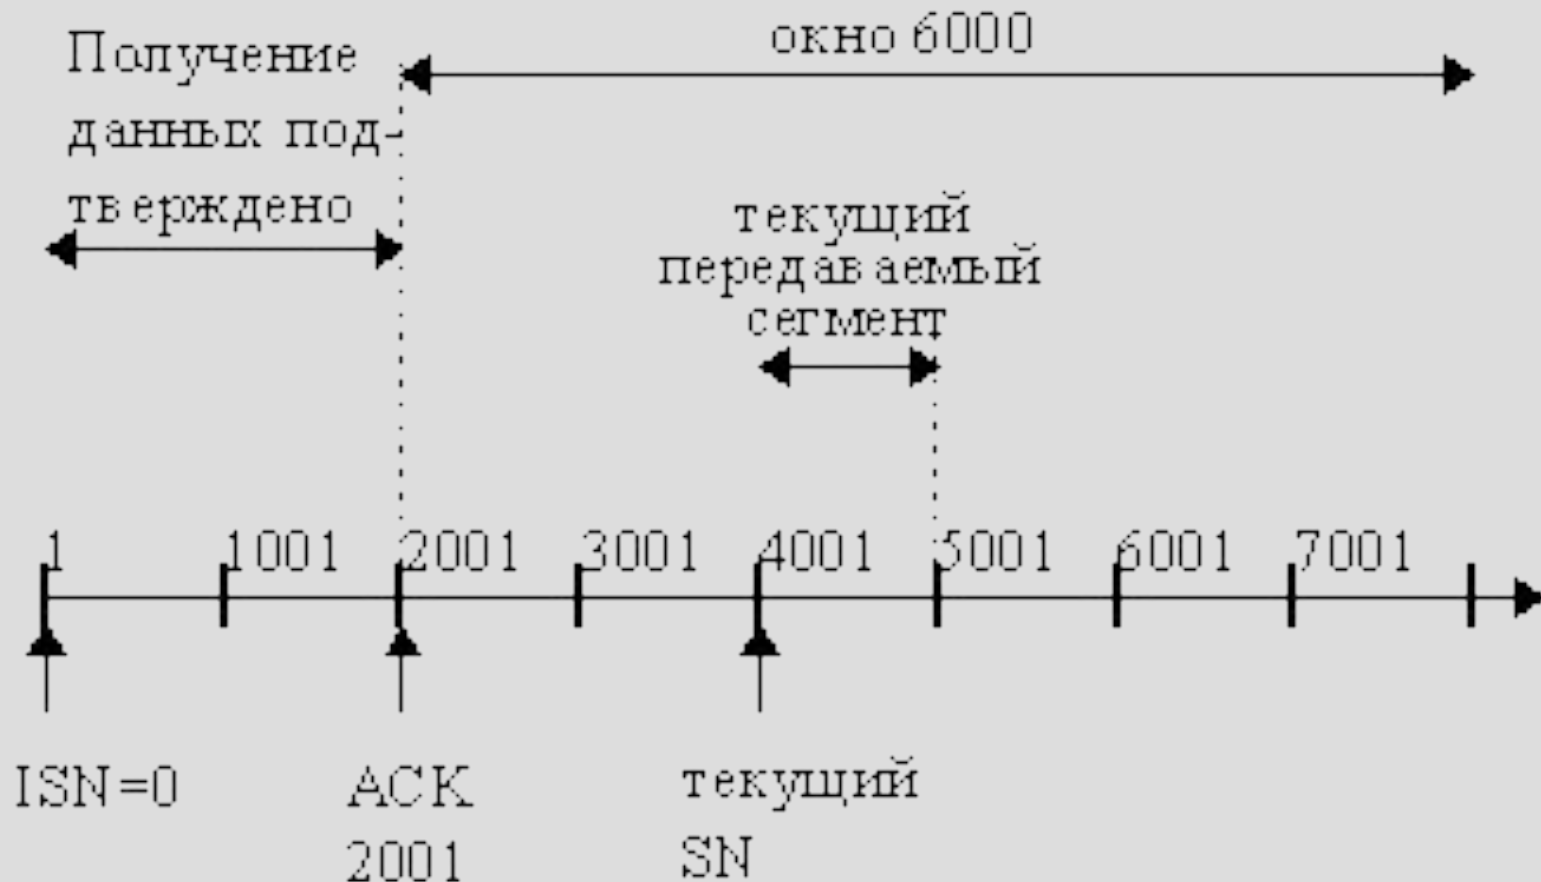 Получение
данных под-
тверждено
окно 6000
текущий
передаваемый
сегмент
1 1001 2001 3001 4001 5001 6001 7001
ISN=0
ACK
2001
текущий
SN